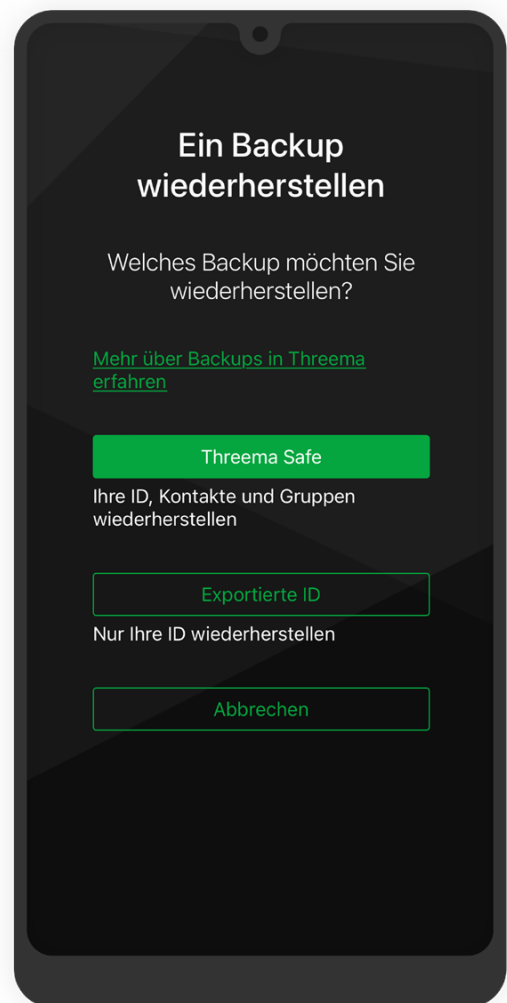 Ein Backup
wiederherstellen
Welches Backup möchten Sie
wiederherstellen?
Mehr über Backups in Threema
erfahren
Threema Safe
Ihre ID, Kontakte und Gruppen
wiederherstellen
Exportierte ID
Nur Ihre ID wiederherstellen
Abbrechen